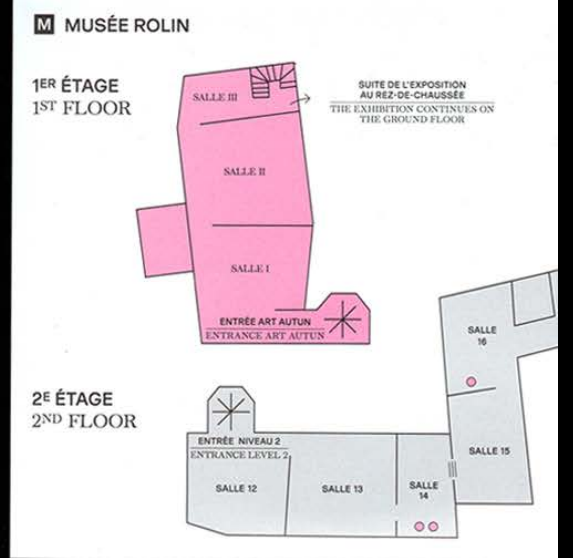 M MUSÉE ROLIN
1ER ÉTAGE
1ST FLOOR
SALLE III
SUITE DE L'EXPOSITION
AU REZ-DE-CHAUSSÉE
THE EXHIBITION CONTINUES ON
THE GROUND FLOOR
SALLE II
SALLE I
ENTRÉE ART AUTUN
ENTRANCE ART AUTUN
2E ÉTAGE
2ND FLOOR
ENTRÉE NIVEAU 2
ENTRANCE LEVEL 2
SALLE 12
SALLE 13
SALLE
14
SALLE 15
SALLE
16